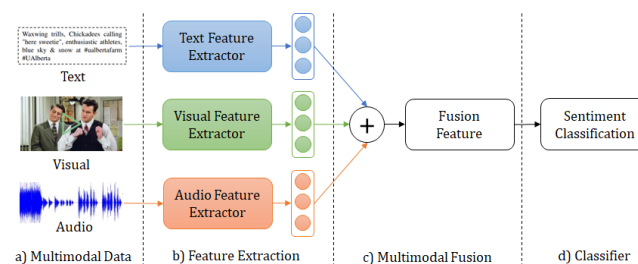 Waxwing trills, Chickadees calling
"here sweetie", enthusiastic athletes,
blue sky & snow at #ualbertafarm
#UAlberta
Text
Visual
Audio
Text Feature
Extractor
Visual Feature
Extractor
Audio Feature
Extractor
+
Fusion
Feature
Sentiment
Classification
a) Multimodal Data
b) Feature Extraction
c) Multimodal Fusion
d) Classifier